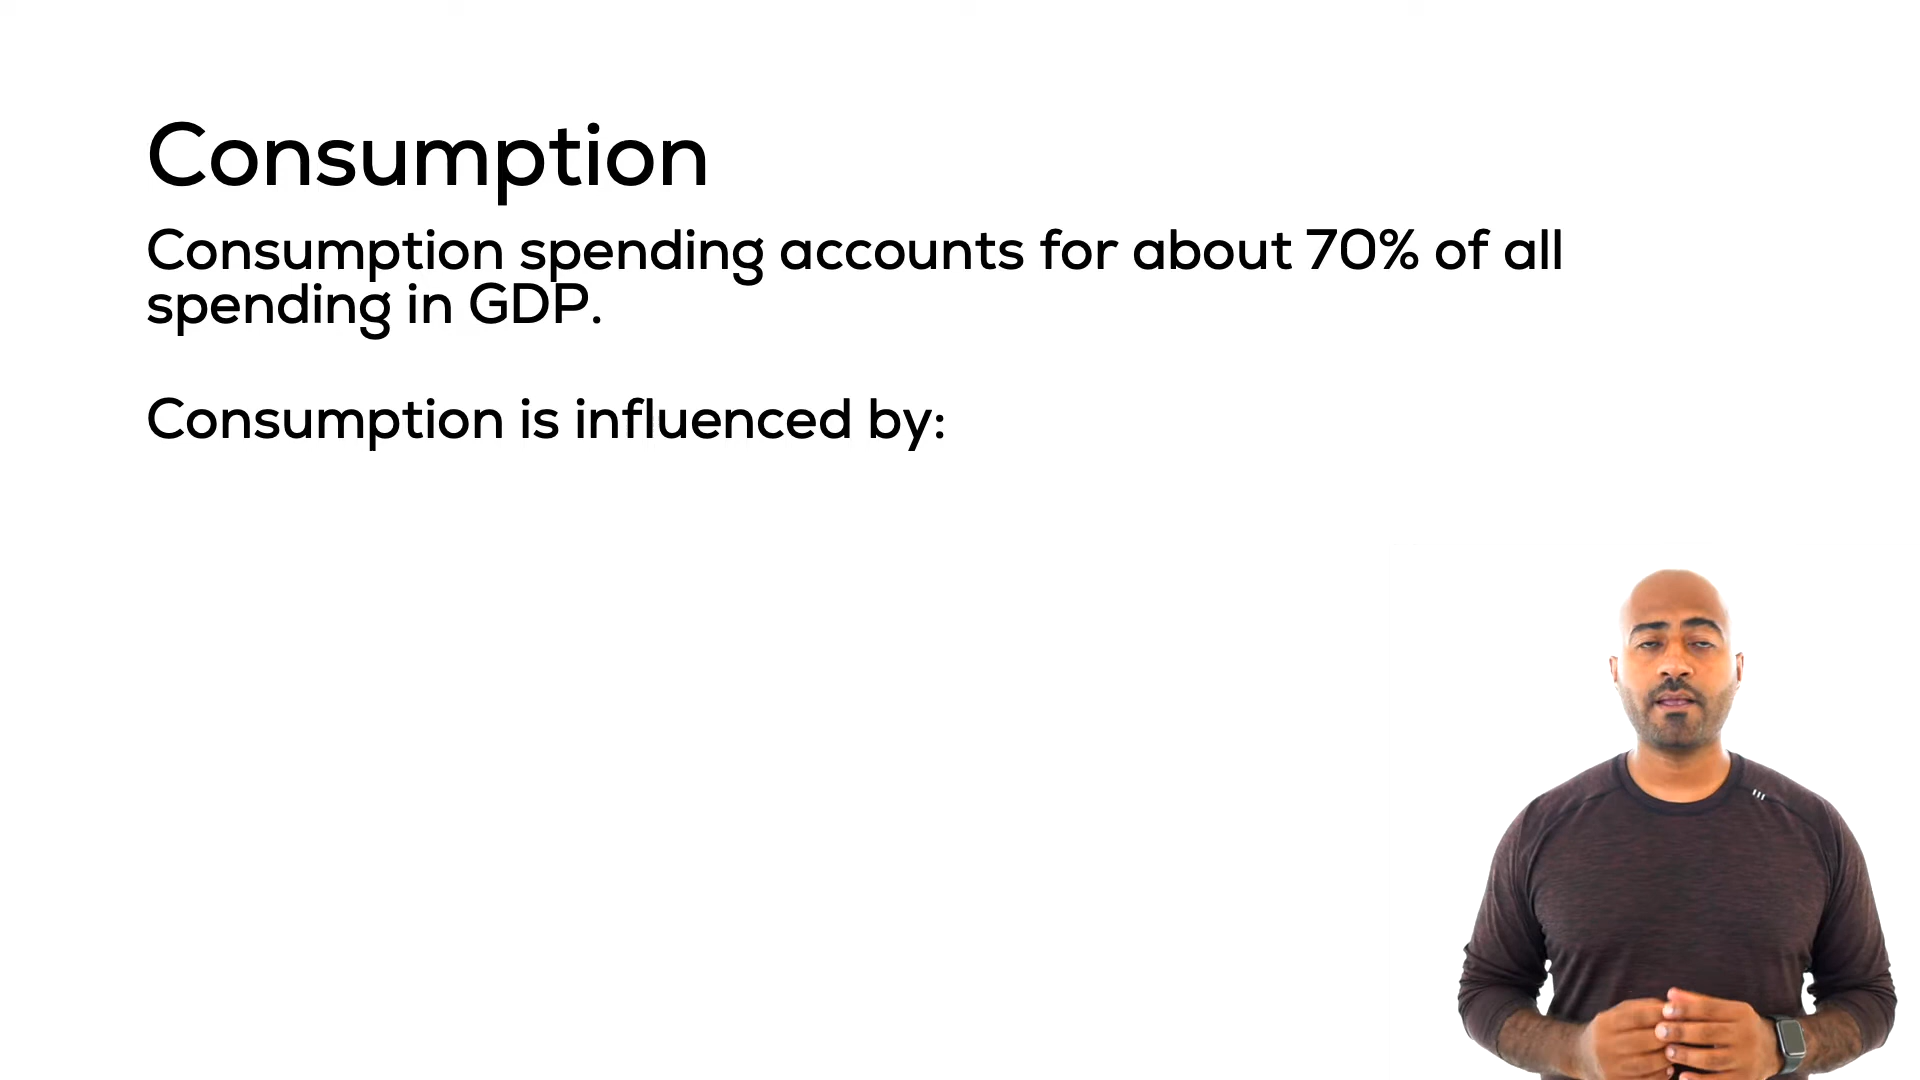 Consumption
Consumption spending accounts for about 70% of all
spending in GDP.
Consumption is influenced by: